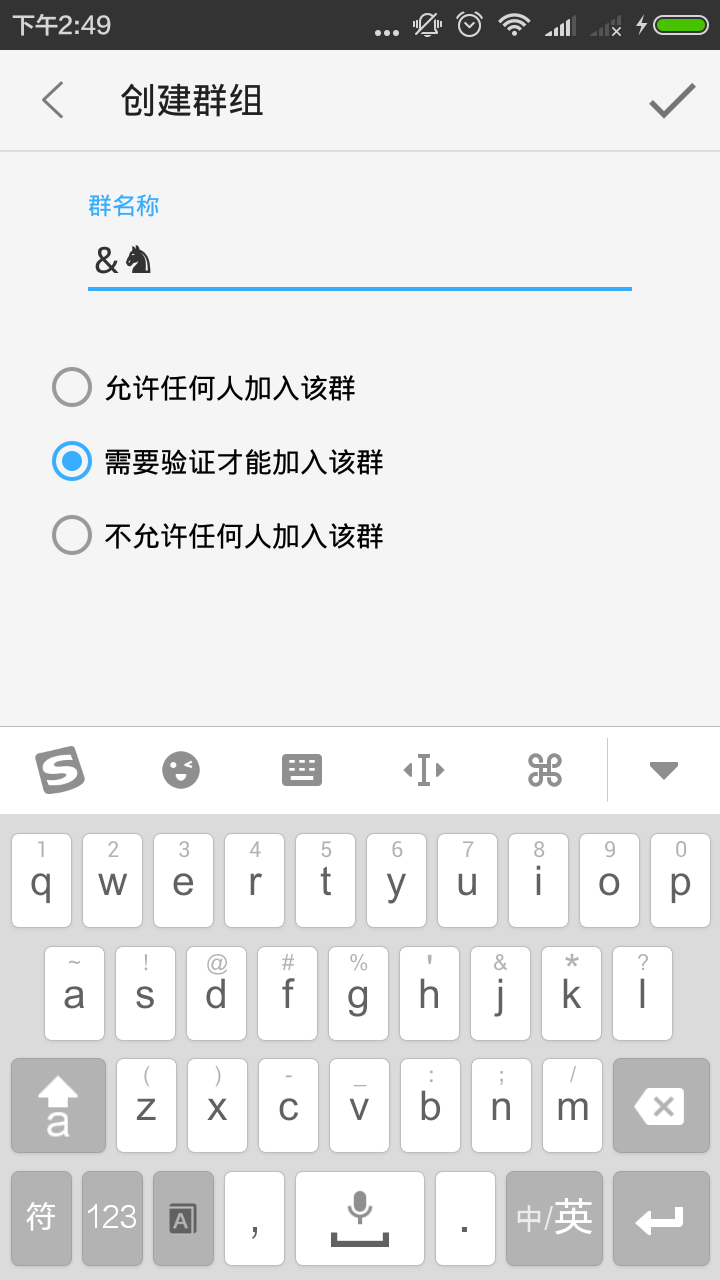 下午2:49
创建群组
群名称
&♞
允许任何人加入该群
需要验证才能加入该群
不允许任何人加入该群
1 2 3 4 5 6 7 8 9 0
q w e r t y u i o p
~ ! @ # % ' & * ?
a s d f g h j k l
( ) - _ : ; /
a z x c v b n m
符 123 A , . 中/英